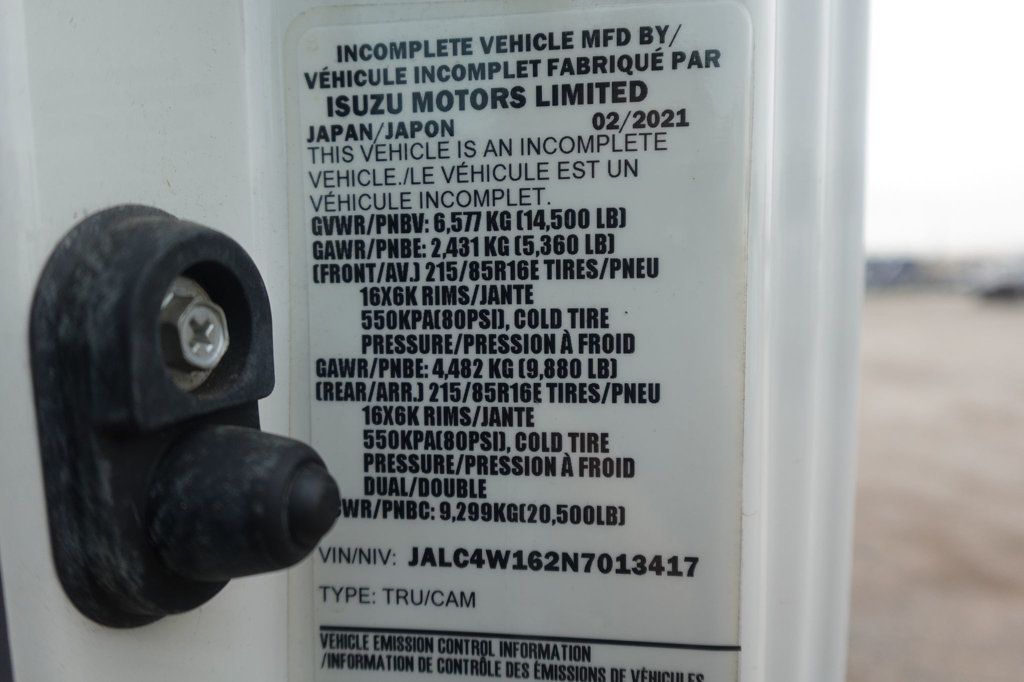 INCOMPLETE VEHICLE MFD BY/
VÉHICULE INCOMPLET FABRIQUÉ PAR
ISUZU MOTORS LIMITED
JAPAN/JAPON 02/2021
THIS VEHICLE IS AN INCOMPLETE
VEHICLE./LE VÉHICULE EST UN
VÉHICULE INCOMPLET.
GVWR/PNBV: 6,577 KG (14,500 LB)
GAWR/PNBE: 2,431 KG (5,360 LB)
(FRONT/AV.) 215/85R16E TIRES/PNEU
16X6K RIMS/JANTE
550KPA(80PSI), COLD TIRE
PRESSURE/PRESSION À FROID
GAWR/PNBE: 4,482 KG (9,880 LB)
(REAR/ARR.) 215/85R16E TIRES/PNEU
16X6K RIMS/JANTE
550KPA(80PSI), COLD TIRE
PRESSURE/PRESSION À FROID
DUAL/DOUBLE
CWR/PNBC: 9,299KG(20,500LB)
VIN/NIV: JALC4W162N7013417
TYPE: TRU/CAM
VEHICLE EMISSION CONTROL INFORMATION
/INFORMATION DE CONTRÔLE DES ÉMISSIONS DE VÉHICULES